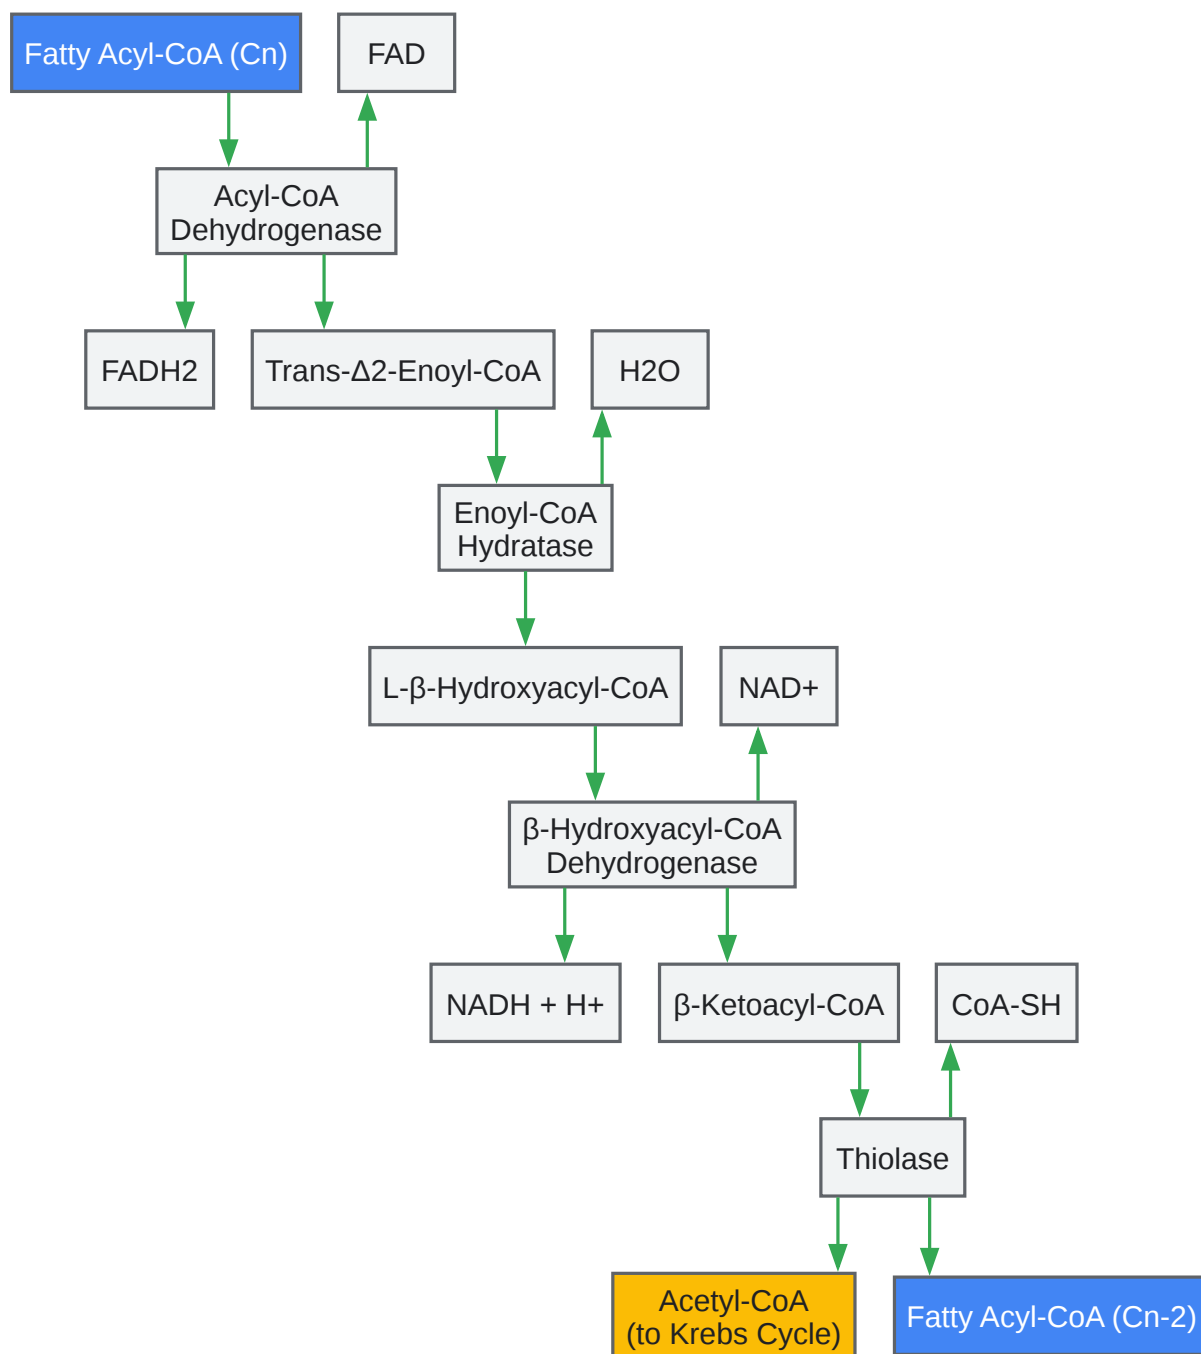 Fatty Acyl-CoA (Cn)
FAD
Acyl-CoA
Dehydrogenase
FADH2
Trans-Δ2-Enoyl-CoA
H2O
Enoyl-CoA
Hydratase
L-β-Hydroxyacyl-CoA
NAD+
β-Hydroxyacyl-CoA
Dehydrogenase
NADH + H+
β-Ketoacyl-CoA
CoA-SH
Thiolase
Acetyl-CoA
(to Krebs Cycle)
Fatty Acyl-CoA (Cn-2)